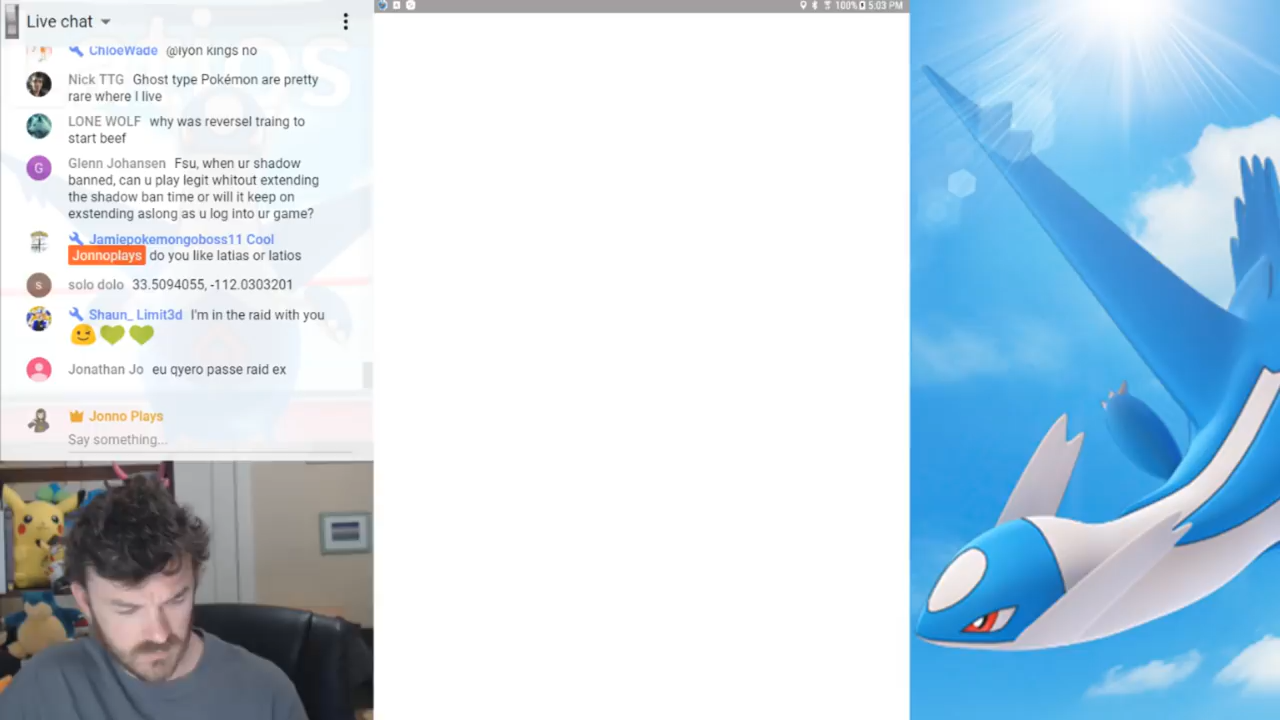 Live chat
ChloeWade @lyon kings no
Nick TTG Ghost type Pokémon are pretty
rare where I live
LONE WOLF why was reversel traing to
start beef
G
Glenn Johansen Fsu, when ur shadow
banned, can u play legit whitout extending
the shadow ban time or will it keep on
exstending aslong as u log into ur game?
Jamiepokemongoboss11 Cool
Jonnoplays do you like latias or latios
s
solo dolo 33.5094055, -112.0303201
Shaun_ Limit3d I'm in the raid with you
Jonathan Jo eu qyero passe raid ex
Jonno Plays
Say something...
100% 5:03 PM